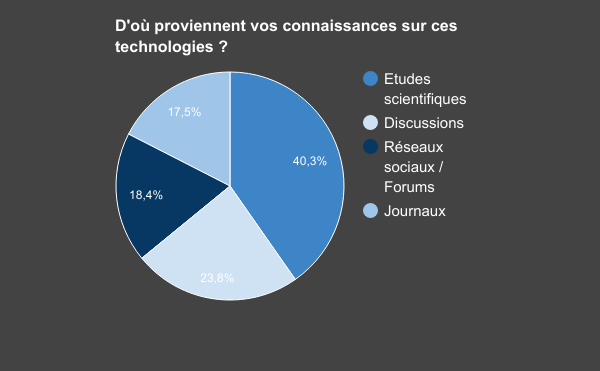 D'où proviennent vos connaissances sur ces
technologies ?
17,5%
40,3%
18,4%
23,8%
Etudes
scientifiques
Discussions
Réseaux
sociaux /
Forums
Journaux